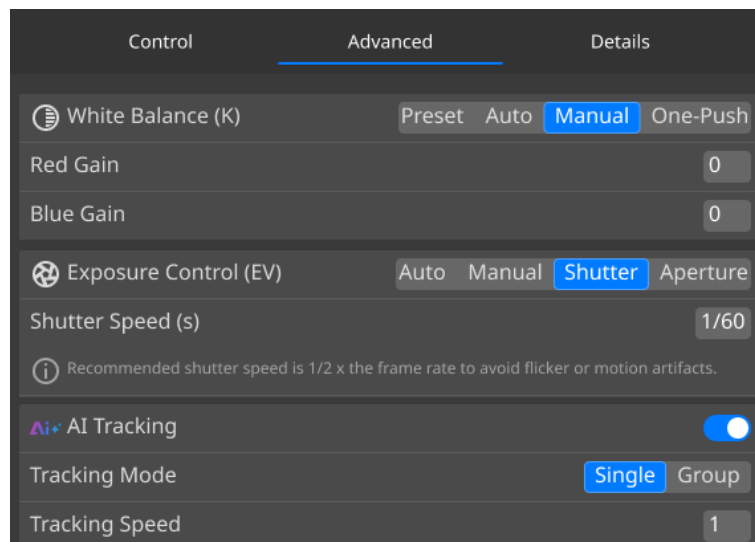 Control Advanced Details
White Balance (K) Preset Auto Manual One-Push
Red Gain 0
Blue Gain 0
Exposure Control (EV) Auto Manual Shutter Aperture
Shutter Speed (s) 1/60
Recommended shutter speed is 1/2 x the frame rate to avoid flicker or motion artifacts.
Ai AI Tracking
Tracking Mode Single Group
Tracking Speed 1